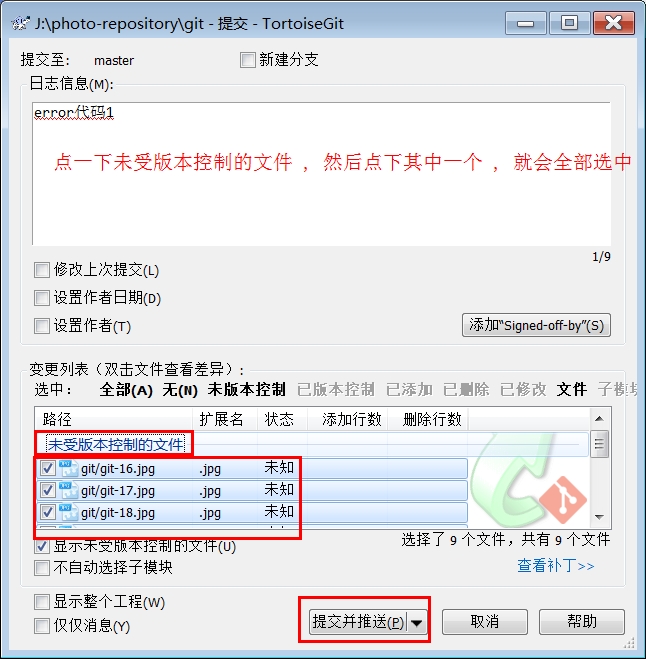 J:\photo-repository\git - 提交 - TortoiseGit
提交至: master 新建分支
日志信息(M):
error代码1
点一下未受版本控制的文件 ，然后点下其中一个 ，就会全部选中
1/9
修改上次提交(L)
设置作者日期(D)
设置作者(T) 添加“Signed-off-by”(S)
变更列表（双击文件查看差异）:
选中: 全部(A) 无(N) 未版本控制 已版本控制 已添加 已删除 已修改 文件 子模块
路径 扩展名 状态 添加行数 删除行数
未受版本控制的文件
git/git-16.jpg .jpg 未知
git/git-17.jpg .jpg 未知
git/git-18.jpg .jpg 未知
显示未受版本控制的文件(U) 选择了 9 个文件，共有 9 个文件
不自动选择子模块 查看补丁>>
显示整个工程(W)
仅仅消息(Y) 提交并推送(P) 取消 帮助